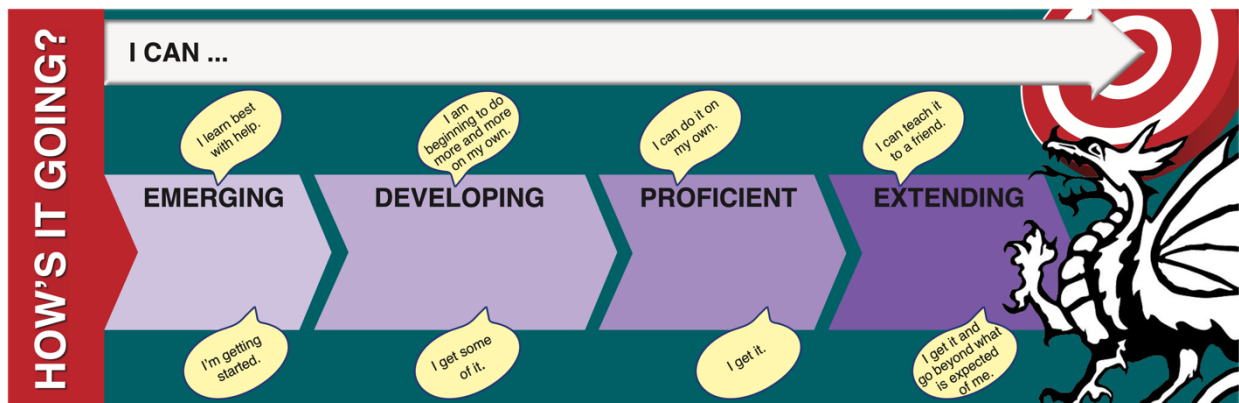 HOW'S IT GOING?
I CAN ...
I learn best
with help.
I am
beginning to do
more and more
on my own.
I can do it on
my own.
I can teach it
to a friend.
EMERGING
DEVELOPING
PROFICIENT
EXTENDING
I'm getting
started.
I get some
of it.
I get it.
I get it and
go beyond what
is expected
of me.